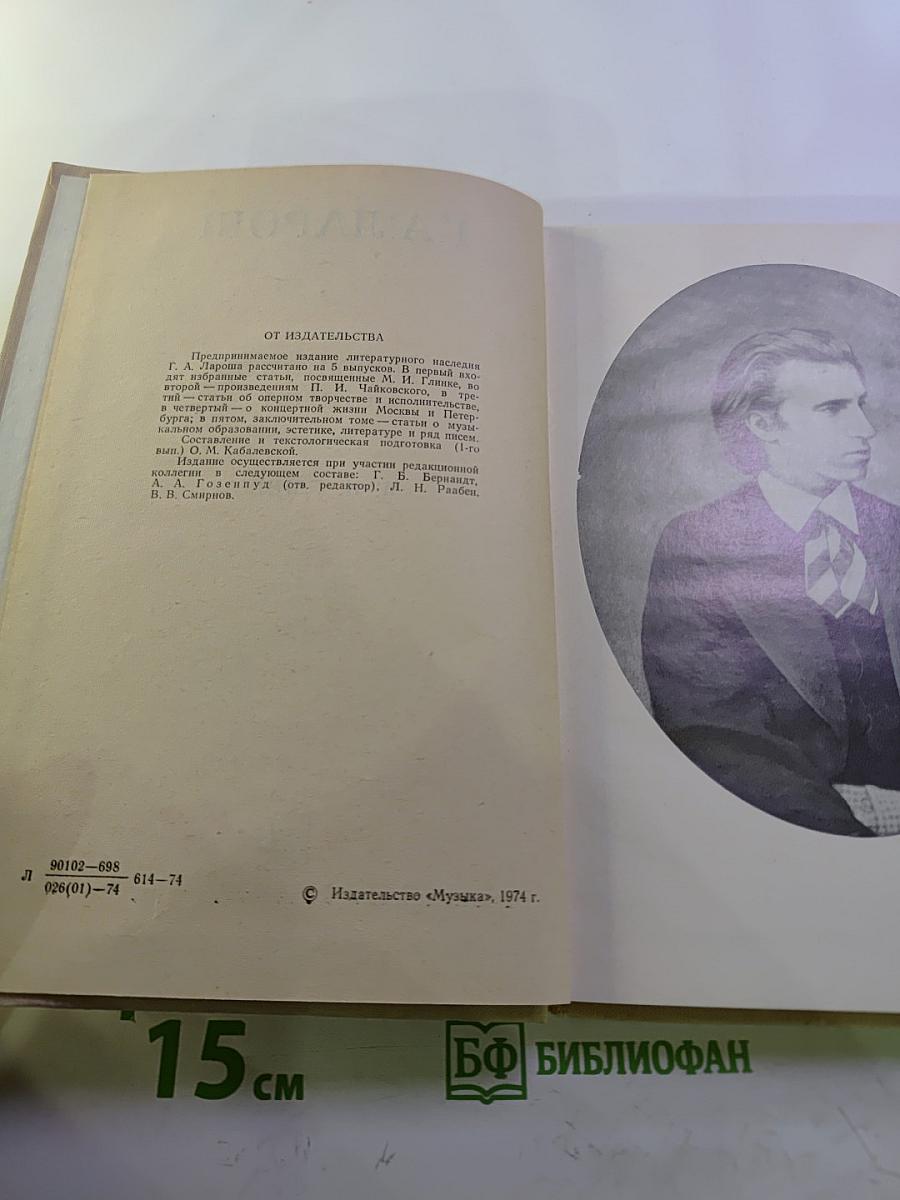 ОТ ИЗДАТЕЛЬСТВА
Предпринимаемое издание литературного наследия
Г. А. Лароша рассчитано на 5 выпусков. В первый вхо-
дят избранные статьи, посвященные М. И. Глинке, во
второй — произведениям П. И. Чайковского, в тре-
тий — статьи об оперном творчестве и исполнительстве,
в четвертый — о концертной жизни Москвы и Петер-
бурга; в пятом, заключительном томе — статьи о музы-
кальном образовании, эстетике, литературе и ряд писем.
Составление и текстологическая подготовка (1-го
вып.) О. М. Кабалевской.
Издание осуществляется при участии редакционной
коллегии в следующем составе: Г. Б. Бернандт,
А. А. Гозенпуд (отв. редактор), Л. Н. Раабен,
В. В. Смирнов.
Л 90102—698
026(01)—74 614—74
© Издательство «Музыка», 1974 г.
15 см
БФ БИБЛИОФАН